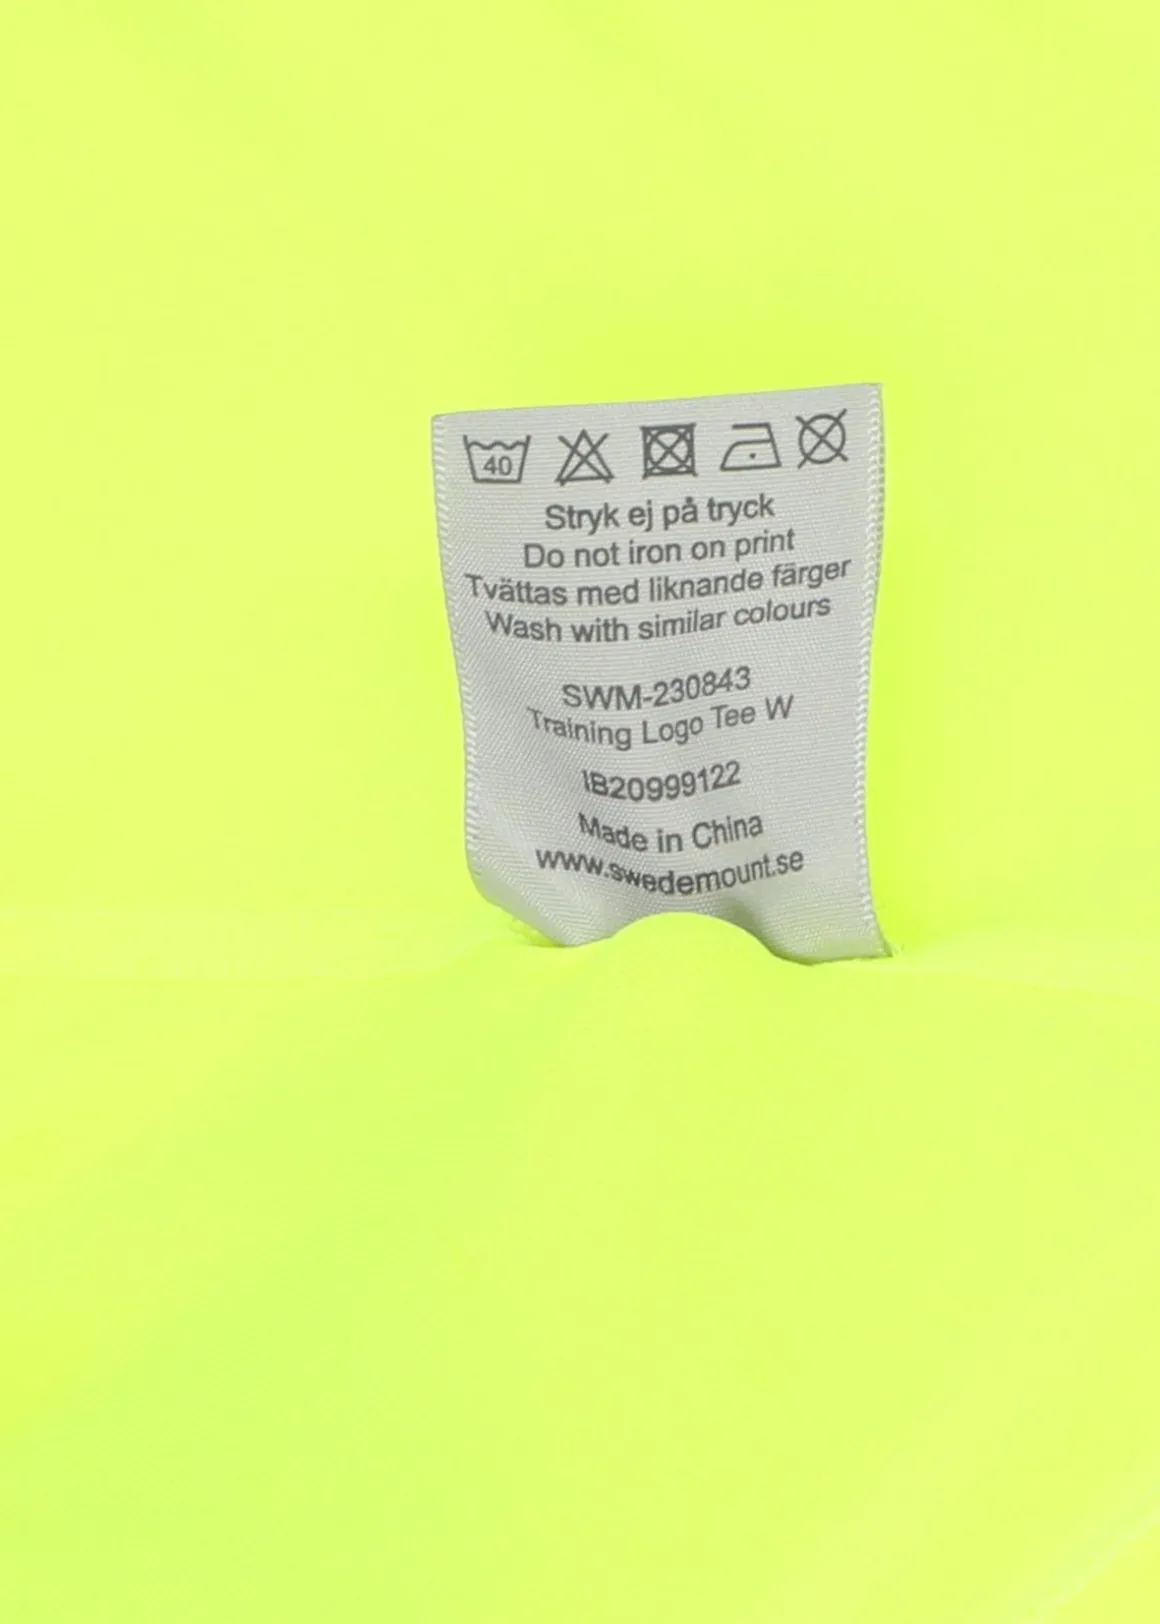 40
Stryk ej på tryck
Do not iron on print
Tvättas med liknande färger
Wash with similar colours
SWM-230843
Training Logo Tee W
IB20999122
Made in China
www.swedemount.se